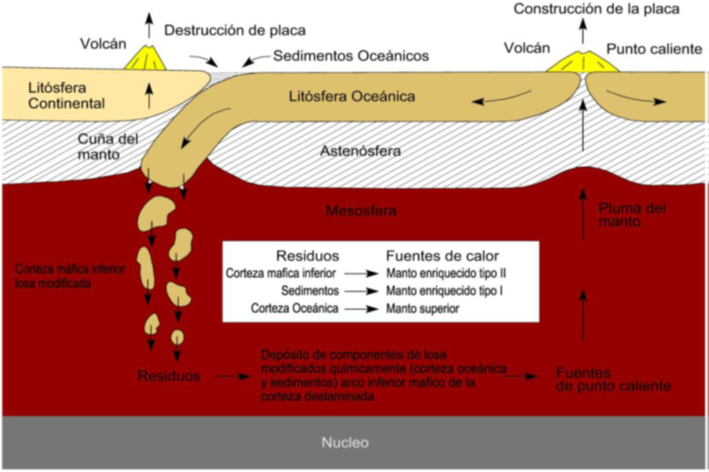 Construcción de la placa
Destrucción de placa
Volcán
Sedimentos Oceánicos
Volcán
Punto caliente
Litósfera
Continental
Litósfera Oceánica
Cuña del
manto
Astenósfera
Mesosfera
Pluma del
manto
Corteza máfica inferior
losa modificada
Residuos Fuentes de calor
Corteza mafica inferior Manto enriquecido tipo II
Sedimentos Manto enriquecido tipo I
Corteza Oceánica Manto superior
Residuos
Depósito de componentes de losa
modificados químicamente (corteza oceánica
y sedimentos) arco inferior mafico de la
corteza deslaminada
Fuentes
de punto caliente
Nucleo